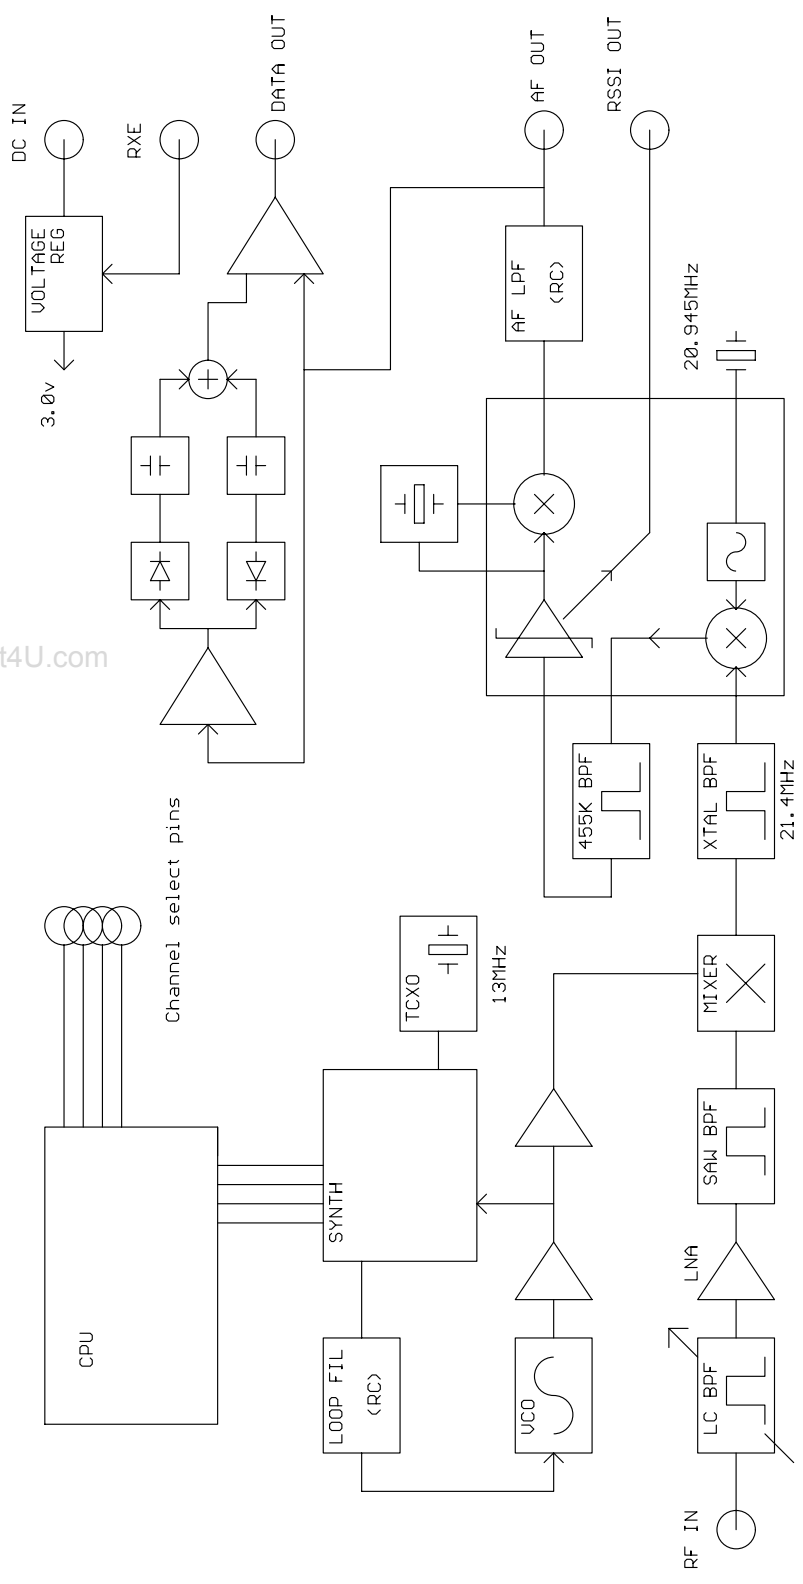 DC IN
RXE
DATA OUT
AF OUT
RSSI OUT
VOLTAGE
REG
3.0v
AF LPF
(RC)
20.945MHz
t4U.com
Channel select pins
455K BPF
XTAL BPF
21.4MHz
TCXO
13MHz
MIXER
CPU
SYNTH
SAW BPF
LNA
LOOP FIL
(RC)
VCO
LC BPF
RF IN